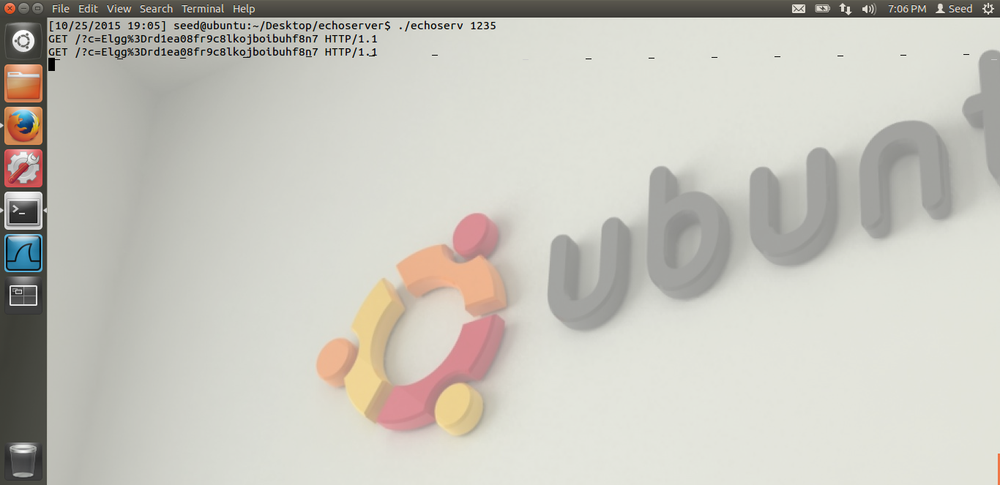 File Edit View Search Terminal Help
7:06 PM Seed
[10/25/2015 19:05] seed@ubuntu:~/Desktop/echoserver$ ./echoserv 1235
GET /?c=Elgg%3Drd1ea08fr9c8lkojboibuhf8n7 HTTP/1.1
GET /?c=Elgg%3Drd1ea08fr9c8lkojboibuhf8n7 HTTP/1.1
ubunt